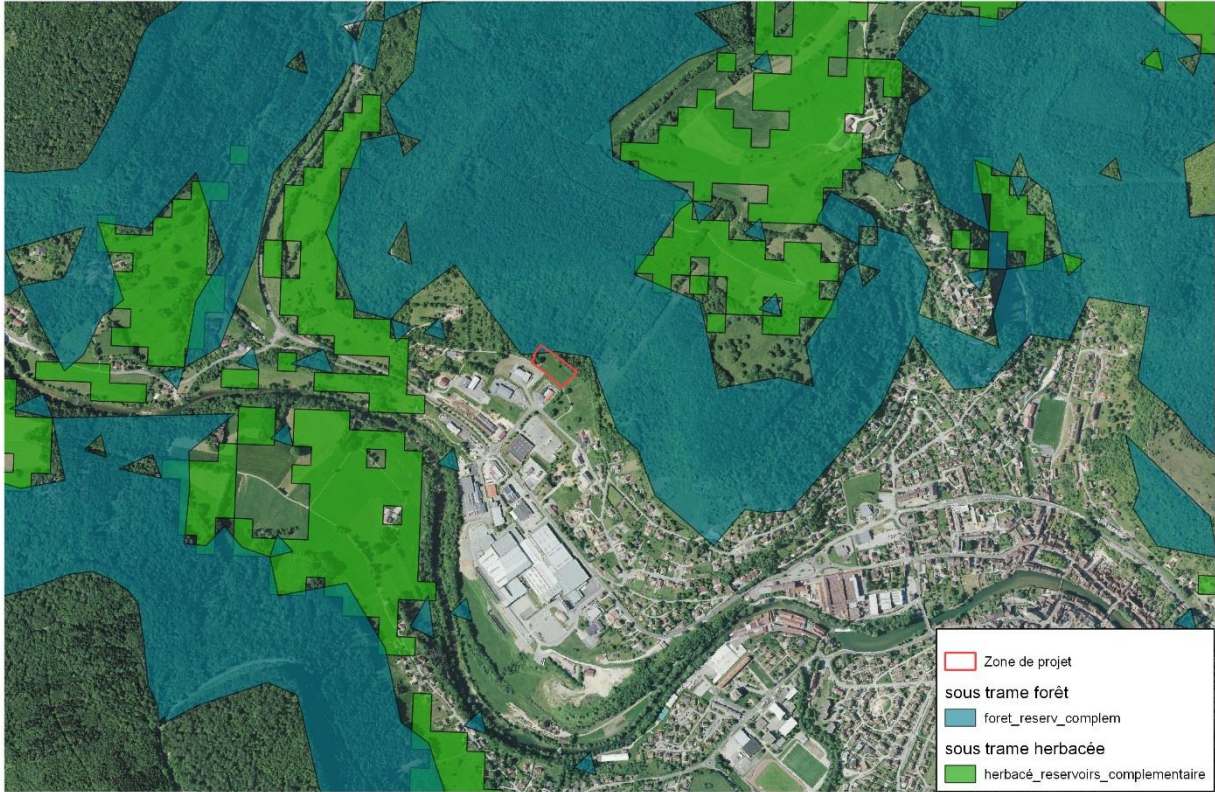 Zone de projet
sous trame forêt
foret_reserv_complem
sous trame herbacée
herbacé_reservoirs_complementaire